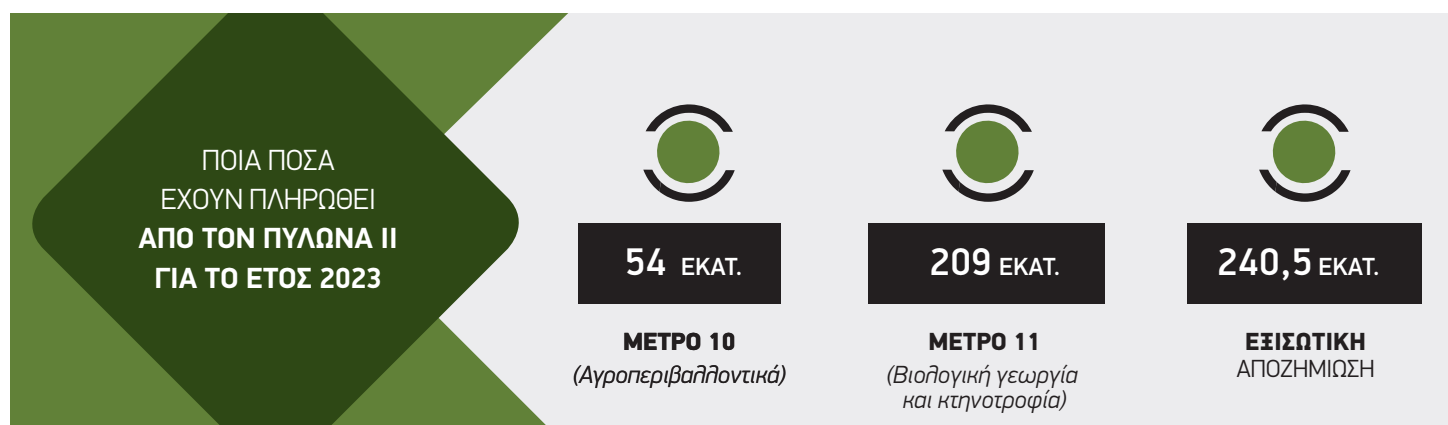 ΠΟΙΑ ΠΟΣΑ
ΕΧΟΥΝ ΠΛΗΡΩΘΕΙ
ΑΠΟ ΤΟΝ ΠΥΛΩΝΑ ΙΙ
ΓΙΑ ΤΟ ΕΤΟΣ 2023
54 ΕΚΑΤ.
ΜΕΤΡΟ 10
(Αγροπεριβαλλοντικά)
209 ΕΚΑΤ.
ΜΕΤΡΟ 11
(Βιολογική γεωργία
και κτηνοτροφία)
240,5 ΕΚΑΤ.
ΕΞΙΣΩΤΙΚΗ
ΑΠΟΖΗΜΙΩΣΗ